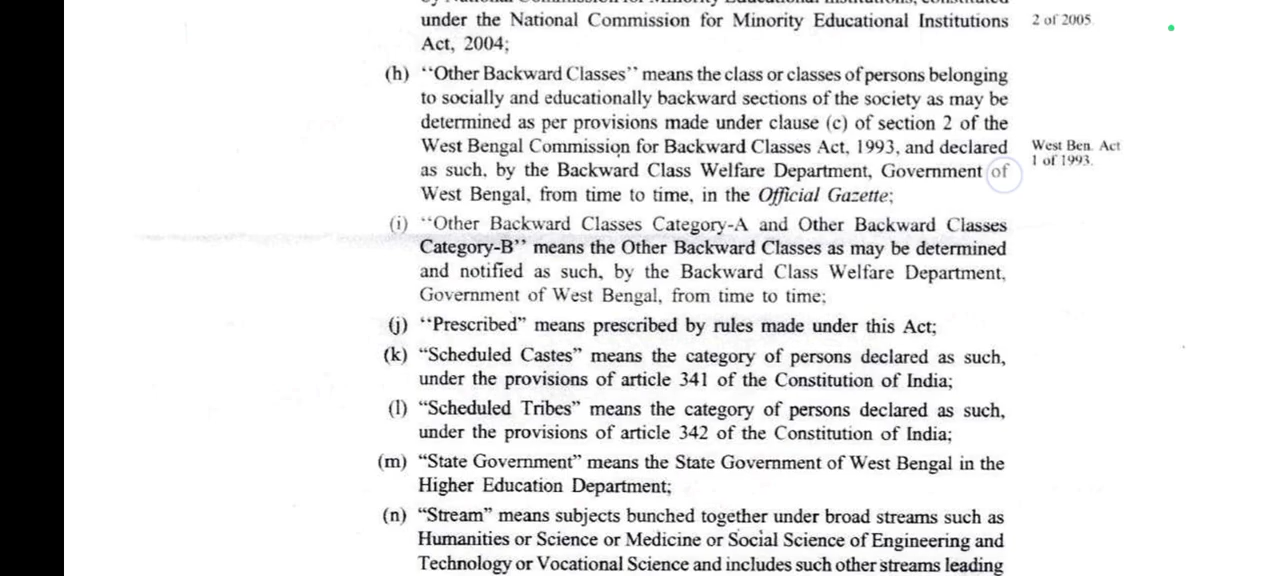 under the National Commission for Minority Educational Institutions 2 of 2005
Act, 2004;
(h) “Other Backward Classes” means the class or classes of persons belonging
to socially and educationally backward sections of the society as may be
determined as per provisions made under clause (c) of section 2 of the
West Bengal Commission for Backward Classes Act, 1993, and declared West Ben. Act
as such, by the Backward Class Welfare Department, Government of 1 of 1993.
West Bengal, from time to time, in the Official Gazette;
(i) “Other Backward Classes Category-A and Other Backward Classes
Category-B” means the Other Backward Classes as may be determined
and notified as such, by the Backward Class Welfare Department,
Government of West Bengal, from time to time;
(j) “Prescribed” means prescribed by rules made under this Act;
(k) “Scheduled Castes” means the category of persons declared as such,
under the provisions of article 341 of the Constitution of India;
(l) “Scheduled Tribes” means the category of persons declared as such,
under the provisions of article 342 of the Constitution of India;
(m) “State Government” means the State Government of West Bengal in the
Higher Education Department;
(n) “Stream” means subjects bunched together under broad streams such as
Humanities or Science or Medicine or Social Science of Engineering and
Technology or Vocational Science and includes such other streams leading